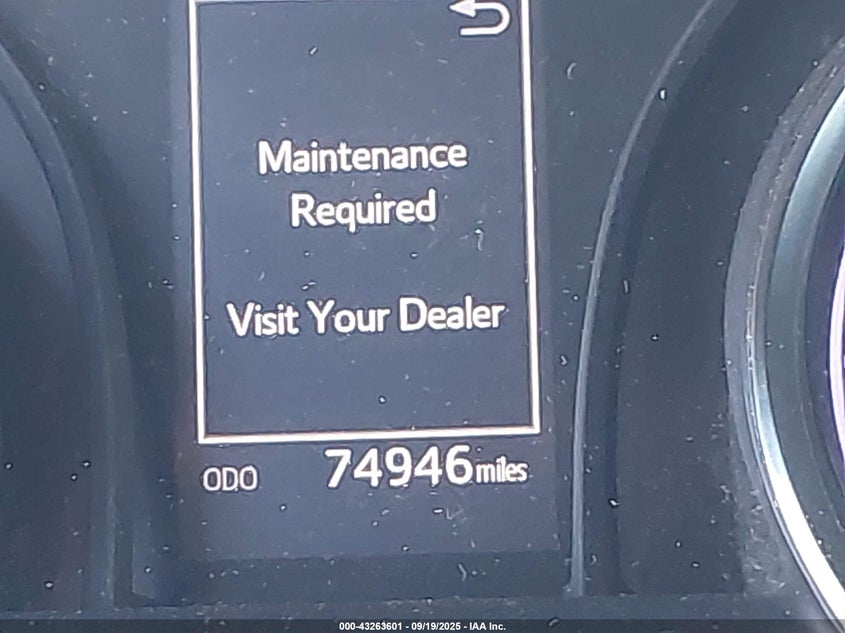 Maintenance
Required
Visit Your Dealer
ODO 74946 miles
000-43263601 - 09/19/2025 - IAA Inc.